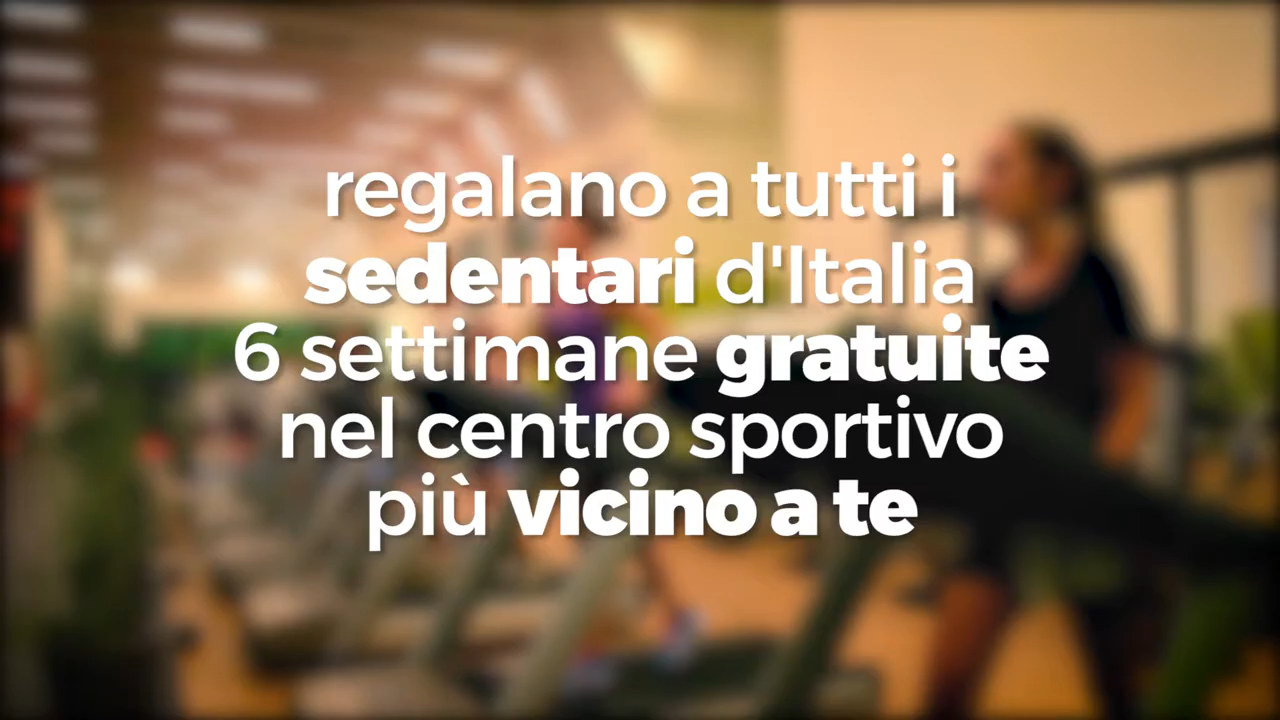 regalano a tutti i
sedentari d'Italia
6 settimane gratuite
nel centro sportivo
più vicino a te